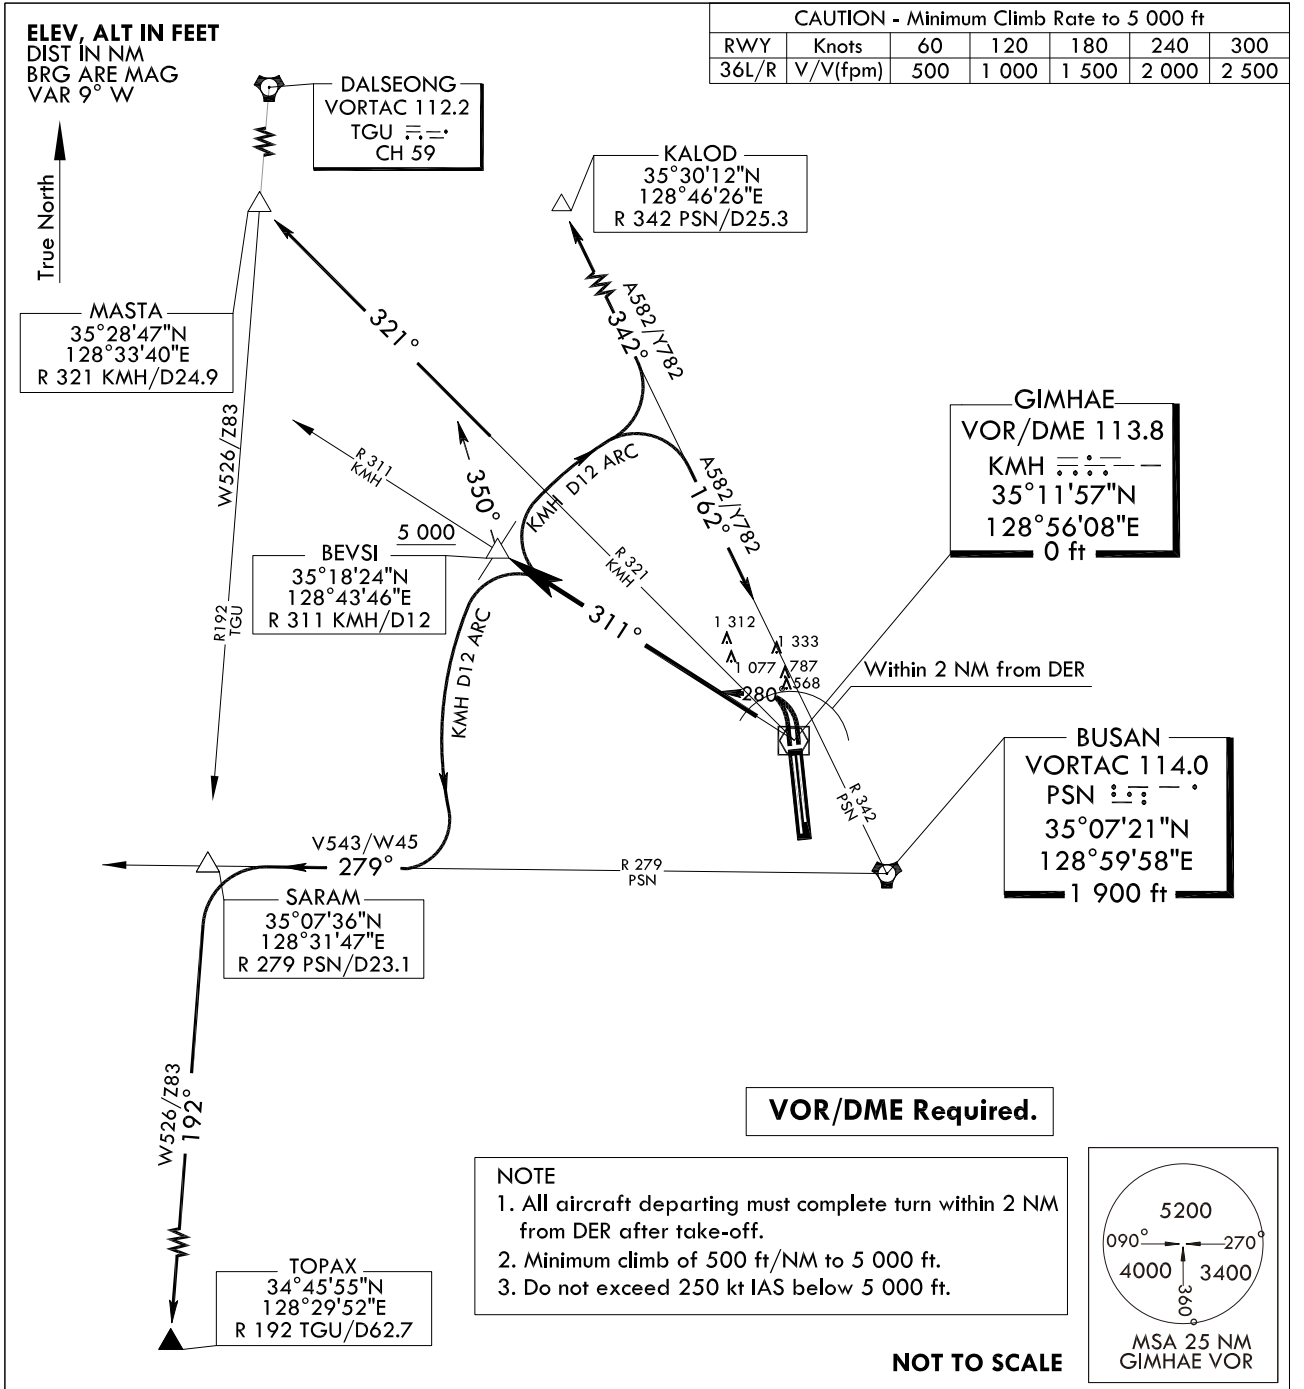 ELEV, ALT IN FEET
DIST IN NM
BRG ARE MAG
VAR 9° W
True North
CAUTION - Minimum Climb Rate to 5 000 ft
RWY Knots 60 120 180 240 300
36L/R V/V(fpm) 500 1 000 1 500 2 000 2 500
DALSEONG
VORTAC 112.2
TGU
CH 59
KALOD
35°30'12"N
128°46'26"E
R 342 PSN/D25.3
MASTA
35°28'47"N
128°33'40"E
R 321 KMH/D24.9
321°
A582/Y782
342°
W526/Z83
R 311
KMH
350°
KMH D12 ARC
A582/Y782
162°
GIMHAE
VOR/DME 113.8
KMH
35°11'57"N
128°56'08"E
0 ft
5 000
BEVSI
35°18'24"N
128°43'46"E
R 311 KMH/D12
R 321
KMH
311°
R192
TGU
KMH D12 ARC
1 312
1 333
1 077
787
568
280°
Within 2 NM from DER
BUSAN
VORTAC 114.0
PSN
35°07'21"N
128°59'58"E
1 900 ft
R 342
PSN
V543/W45
279°
R 279
PSN
SARAM
35°07'36"N
128°31'47"E
R 279 PSN/D23.1
W526/Z83
192°
TOPAX
34°45'55"N
128°29'52"E
R 192 TGU/D62.7
VOR/DME Required.
NOTE
1. All aircraft departing must complete turn within 2 NM
from DER after take-off.
2. Minimum climb of 500 ft/NM to 5 000 ft.
3. Do not exceed 250 kt IAS below 5 000 ft.
NOT TO SCALE
5200
090°
270°
4000
3400
360°
MSA 25 NM
GIMHAE VOR